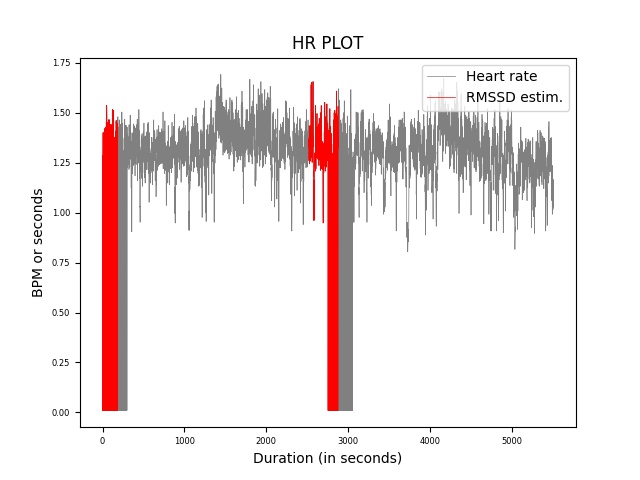 HR PLOT
Heart rate
RMSSD estim.
BPM or seconds
1.75
1.50
1.25
1.00
0.75
0.50
0.25
0.00
0
1000
2000
3000
4000
5000
Duration (in seconds)